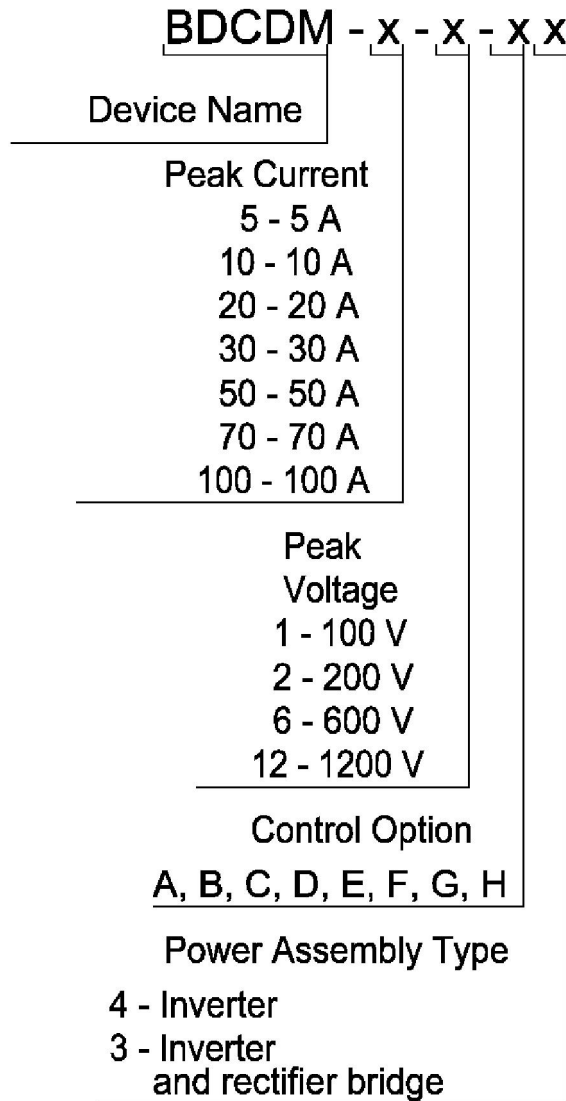 BDCDM - x - x - x x
Device Name
Peak Current
5 - 5 A
10 - 10 A
20 - 20 A
30 - 30 A
50 - 50 A
70 - 70 A
100 - 100 A
Peak
Voltage
1 - 100 V
2 - 200 V
6 - 600 V
12 - 1200 V
Control Option
A, B, C, D, E, F, G, H
Power Assembly Type
4 - Inverter
3 - Inverter
and rectifier bridge